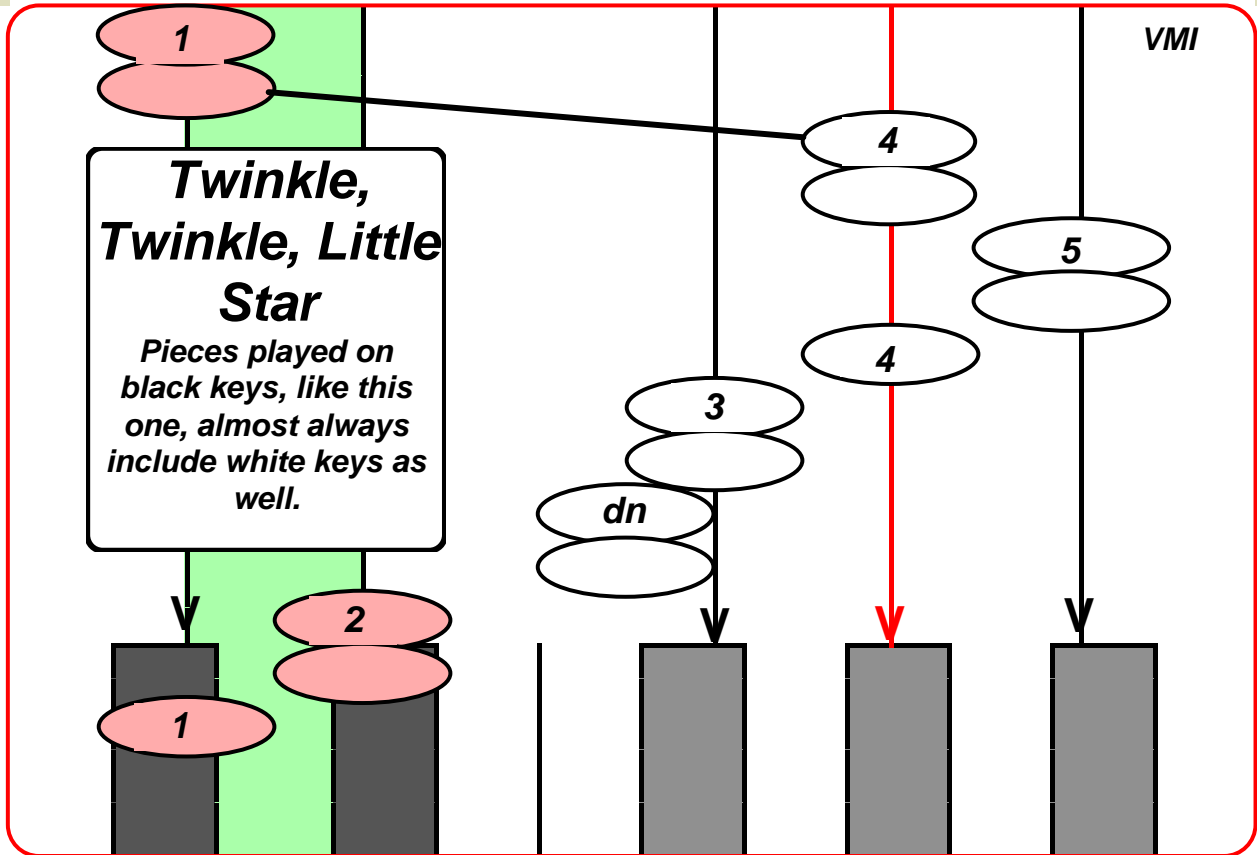 1
VMI
4
Twinkle,
Twinkle, Little
Star
5
Pieces played on
black keys, like this
one, almost always
include white keys as
well.
4
3
dn
2
1